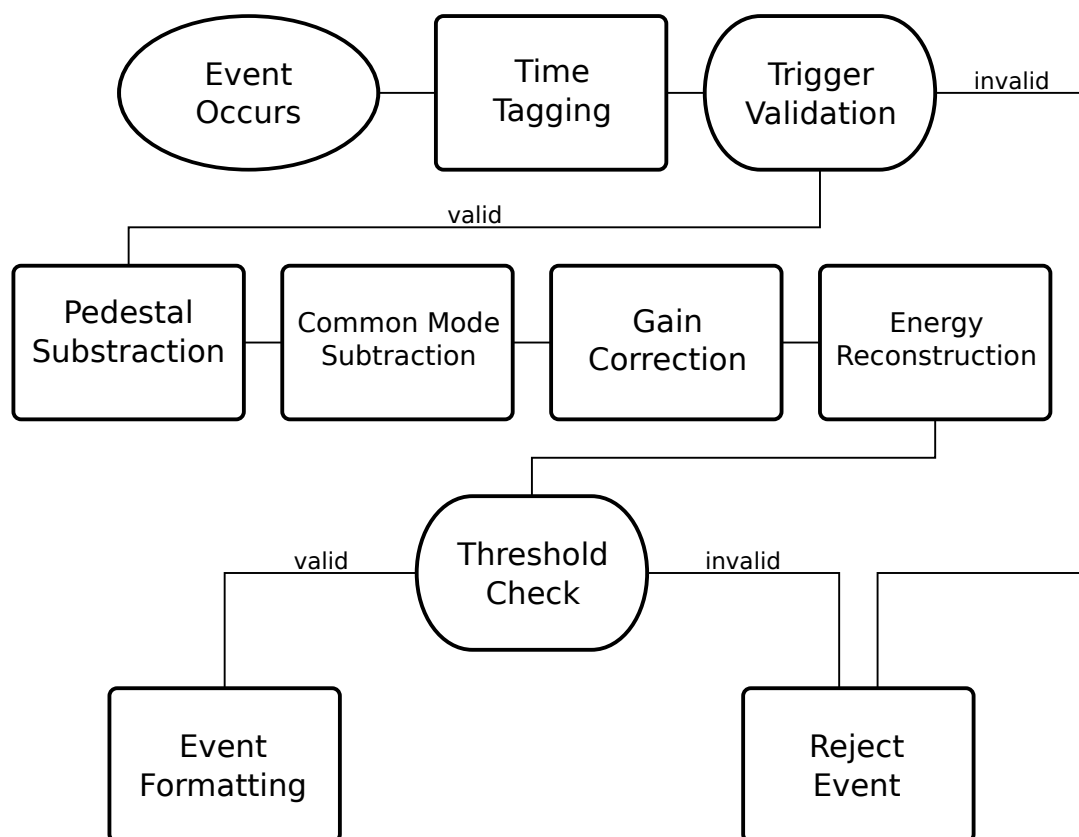 Event
Occurs
Time
Tagging
Trigger
Validation
invalid
valid
Pedestal
Substraction
Common Mode
Subtraction
Gain
Correction
Energy
Reconstruction
valid
Threshold
Check
invalid
Event
Formatting
Reject
Event